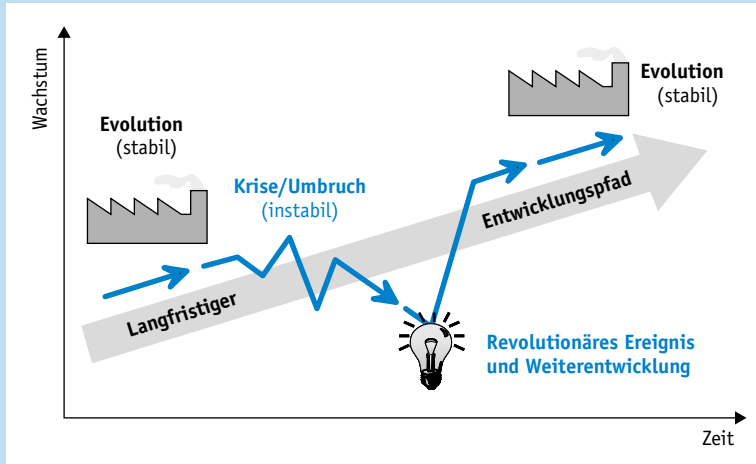 Wachstum
Evolution
(stabil)
Evolution
(stabil)
Krise/Umbruch
(instabil)
Langfristiger
Entwicklungspfad
Revolutionäres Ereignis
und Weiterentwicklung
Zeit